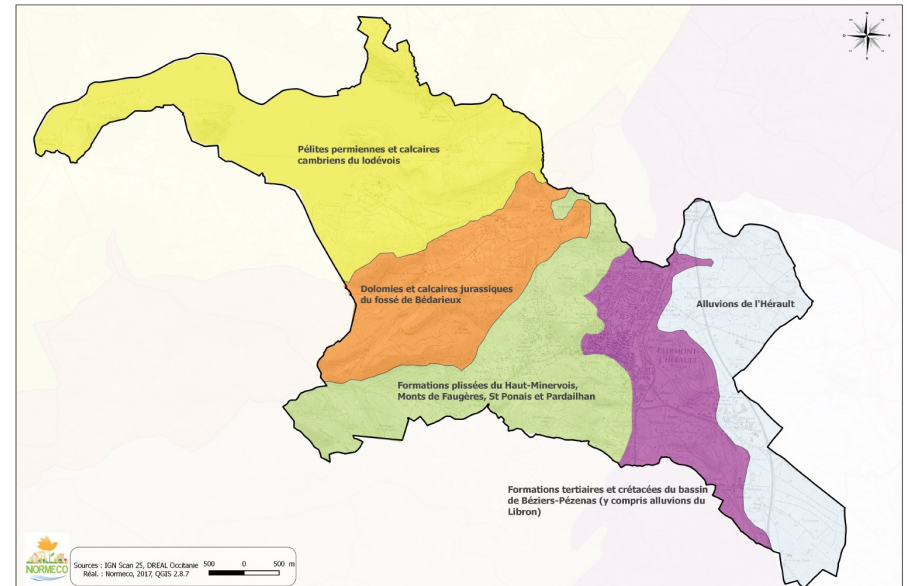 N
Pélites permiennes et calcaires
cambriens du lodévois
Dolomies et calcaires jurassiques
du fossé de Bédarieux
Alluvions de l'Hérault
CLERMONT-
L'HÉRAULT
Formations plissées du Haut-Minervois,
Monts de Faugères, St Ponais et Pardailhan
Formations tertiaires et crétacées du bassin
de Béziers-Pézenas (y compris alluvions du
Libron)
NORMECO
Sources : IGN Scan 25, DREAL Occitanie
Réal. : Normeco, 2017, QGIS 2.8.7
500 0 500 m